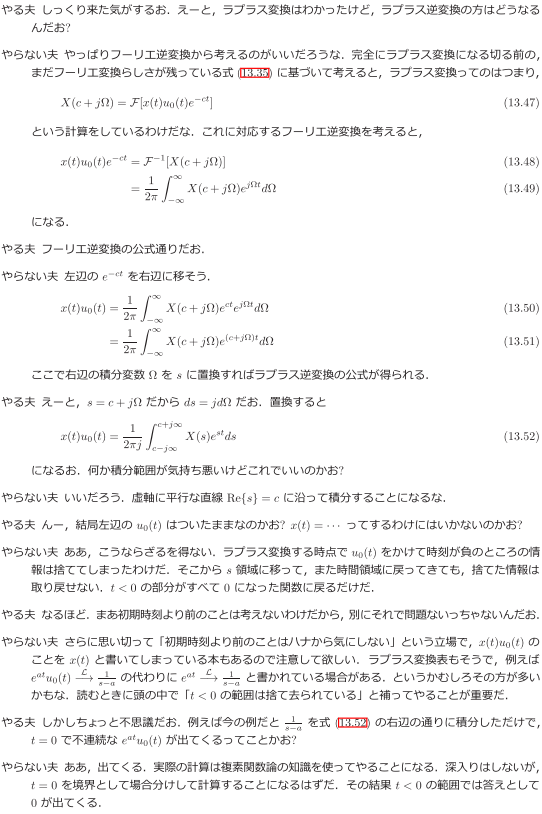 やる夫 しっくり来た気がするお．えーと，ラプラス変換はわかったけど，ラプラス逆変換の方はどうなる
んだお?
やらない夫 やっぱりフーリエ逆変換から考えるのがいいだろうな．完全にラプラス変換になる切る前の，
まだフーリエ変換らしさが残っている式 (13.35) に基づいて考えると，ラプラス変換ってのはつまり，
X(c + jΩ) = F[x(t)u₀(t)e^{-ct}] (13.47)
という計算をしているわけだな．これに対応するフーリエ逆変換を考えると，
x(t)u₀(t)e^{-ct} = F^{-1}[X(c + jΩ)] (13.48)
= \frac{1}{2π} ∫_{-∞}^{∞} X(c + jΩ)e^{jΩt}dΩ (13.49)
になる．
やる夫 フーリエ逆変換の公式通りだお．
やらない夫 左辺の e^{-ct} を右辺に移そう．
x(t)u₀(t) = \frac{1}{2π} ∫_{-∞}^{∞} X(c + jΩ)e^{ct}e^{jΩt}dΩ (13.50)
= \frac{1}{2π} ∫_{-∞}^{∞} X(c + jΩ)e^{(c+jΩ)t}dΩ (13.51)
ここで右辺の積分変数 Ω を s に置換すればラプラス逆変換の公式が得られる．
やる夫 えーと，s = c + jΩ だから ds = jdΩ だお．置換すると
x(t)u₀(t) = \frac{1}{2πj} ∫_{c-j∞}^{c+j∞} X(s)e^{st}ds (13.52)
になるお．何か積分範囲が気持ち悪いけどこれでいいのかお?
やらない夫 いいだろう．虚軸に平行な直線 Re{s} = c に沿って積分することになるな．
やる夫 んー，結局左辺の u₀(t) はついたままなのかお? x(t) = ⋯ ってするわけにはいかないのかお?
やらない夫 ああ，こうならざるを得ない．ラプラス変換する時点で u₀(t) をかけて時刻が負のところの情
報は捨ててしまったわけだ．そこから s 領域に移って，また時間領域に戻ってきても，捨てた情報は
取り戻せない．t < 0 の部分がすべて 0 になった関数に戻るだけだ．
やる夫 なるほど．まあ初期時刻より前のことは考えないわけだから，別にそれで問題ないっちゃないんだお．
やらない夫 さらに思い切って「初期時刻より前のことはハナから気にしない」という立場で，x(t)u₀(t) の
ことを x(t) と書いてしまっている本もあるので注意して欲しい．ラプラス変換表もそうで，例えば
e^{at}u₀(t) \xrightarrow{L} \frac{1}{s-a} の代わりに e^{at} \xrightarrow{L} \frac{1}{s-a} と書かれている場合がある．というかむしろその方が多い
かもな．読むときに頭の中で「t < 0 の範囲は捨て去られている」と補ってやることが重要だ．
やる夫 しかしちょっと不思議だお．例えば今の例だと \frac{1}{s-a} を式 (13.52) の右辺の通りに積分しただけで，
t = 0 で不連続な e^{at}u₀(t) が出てくるってことかお?
やらない夫 ああ，出てくる．実際の計算は複素関数論の知識を使ってやることになる．深入りはしないが，
t = 0 を境界として場合分けして計算することになるはずだ．その結果 t < 0 の範囲では答えとして
0 が出てくる．